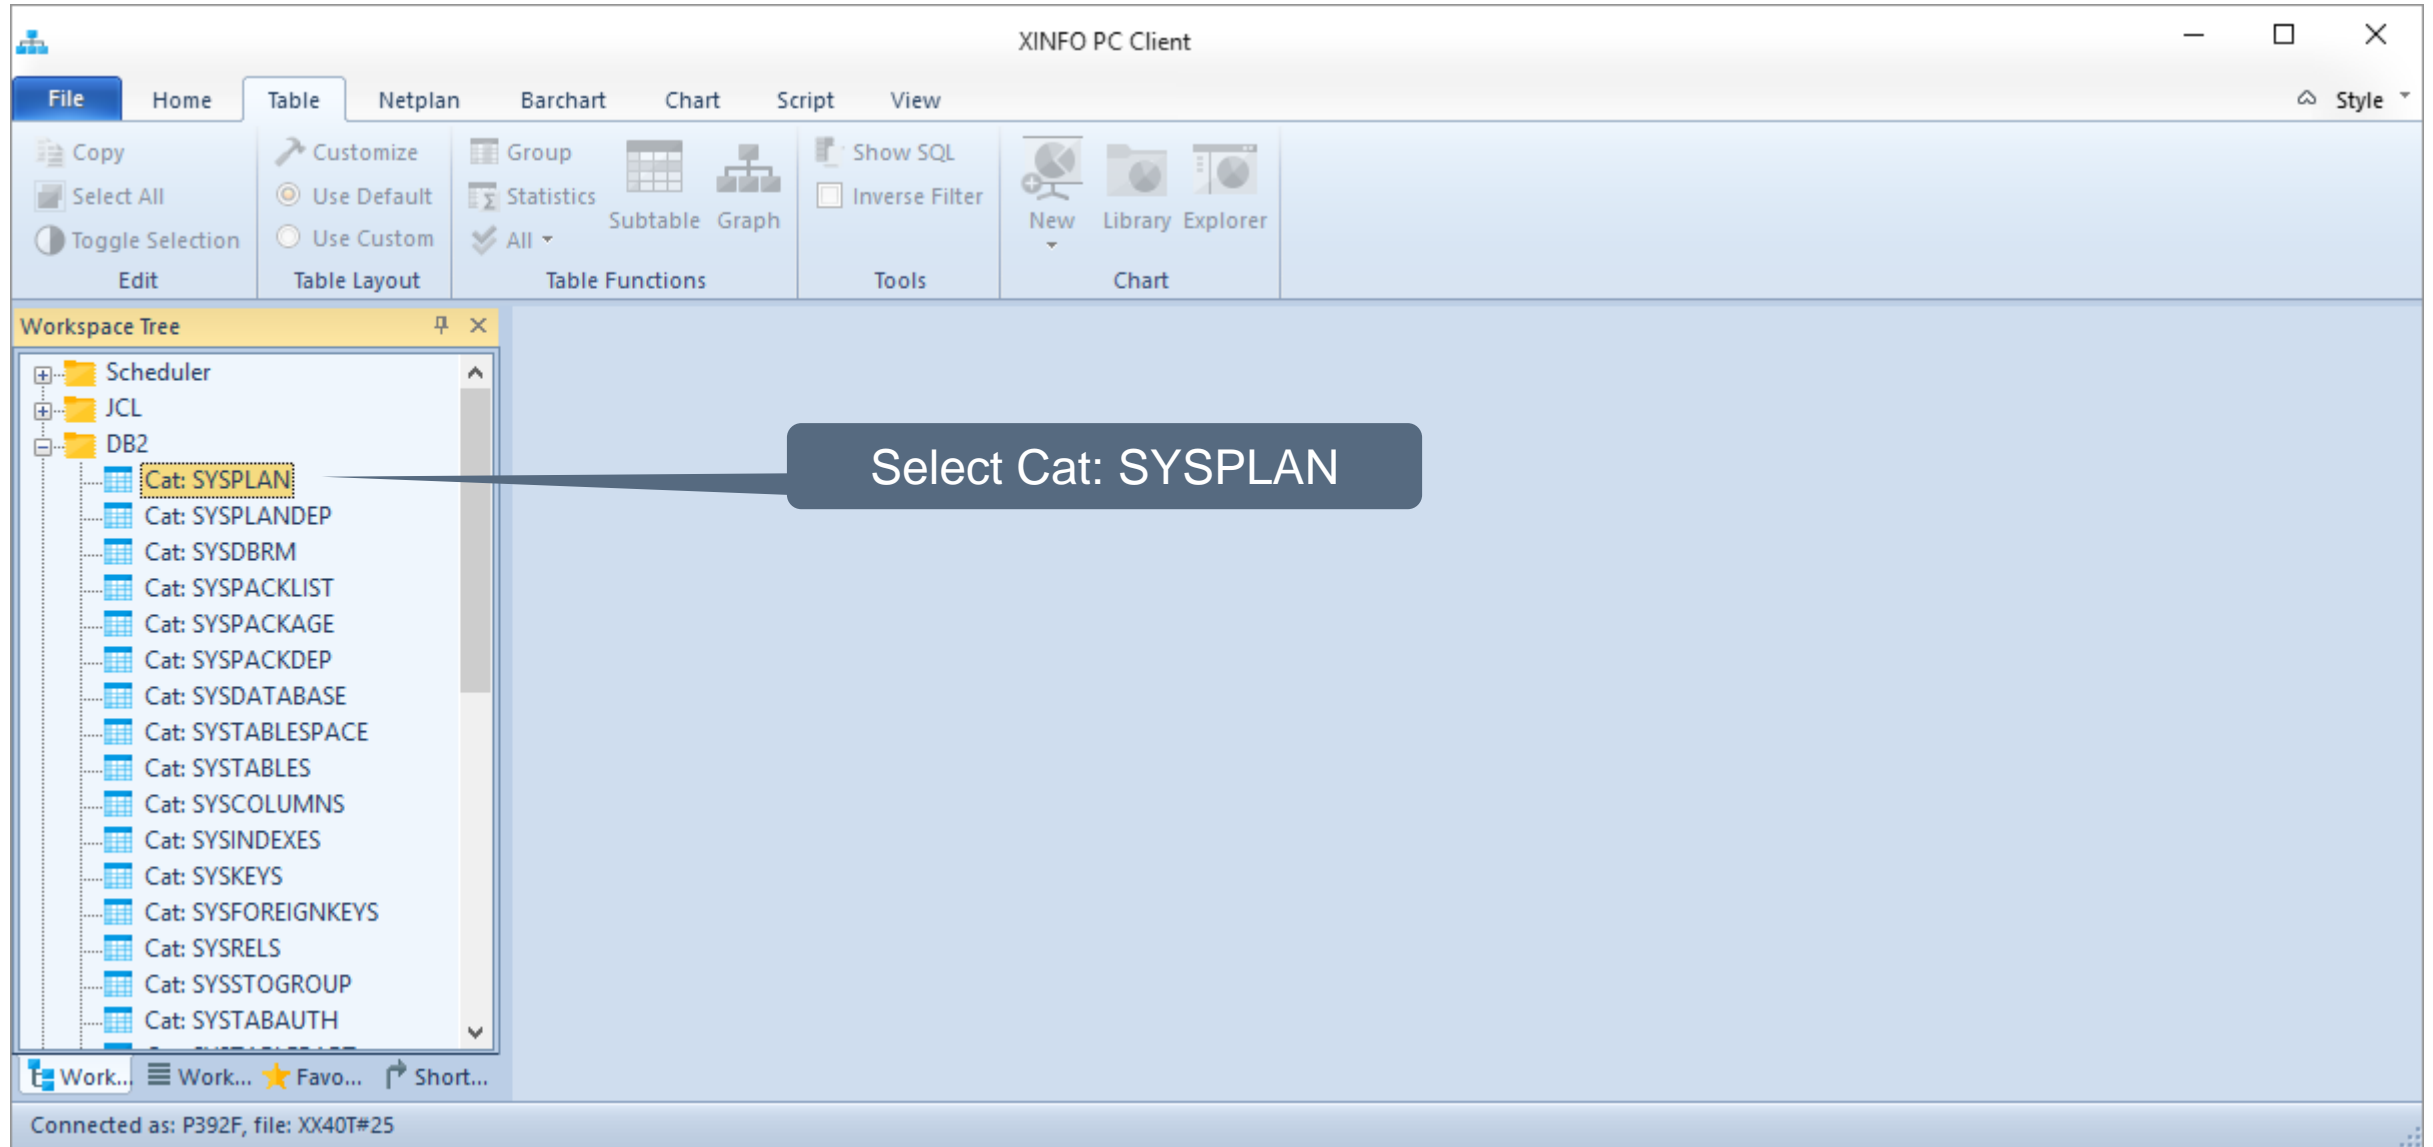 XINFO PC Client
File Home Table Netplan Barchart Chart Script View Style
Copy Customize Group Show SQL
Select All Use Default Statistics Subtable Graph Inverse Filter New Library Explorer
Toggle Selection Use Custom All
Edit Table Layout Table Functions Tools Chart
Workspace Tree
Scheduler
JCL
DB2
Cat: SYSPLAN
Select Cat: SYSPLAN
Cat: SYSPLANDEP
Cat: SYSDBRM
Cat: SYSPACKLIST
Cat: SYSPACKAGE
Cat: SYSPACKDEP
Cat: SYSDATABASE
Cat: SYSTABLESPACE
Cat: SYSTABLES
Cat: SYSCOLUMNS
Cat: SYSINDEXES
Cat: SYSKEYS
Cat: SYSFOREIGNKEYS
Cat: SYSRELS
Cat: SYSSTOGROUP
Cat: SYSTABAUTH
Work... Work... Favo... Short...
Connected as: P392F, file: XX40T#25